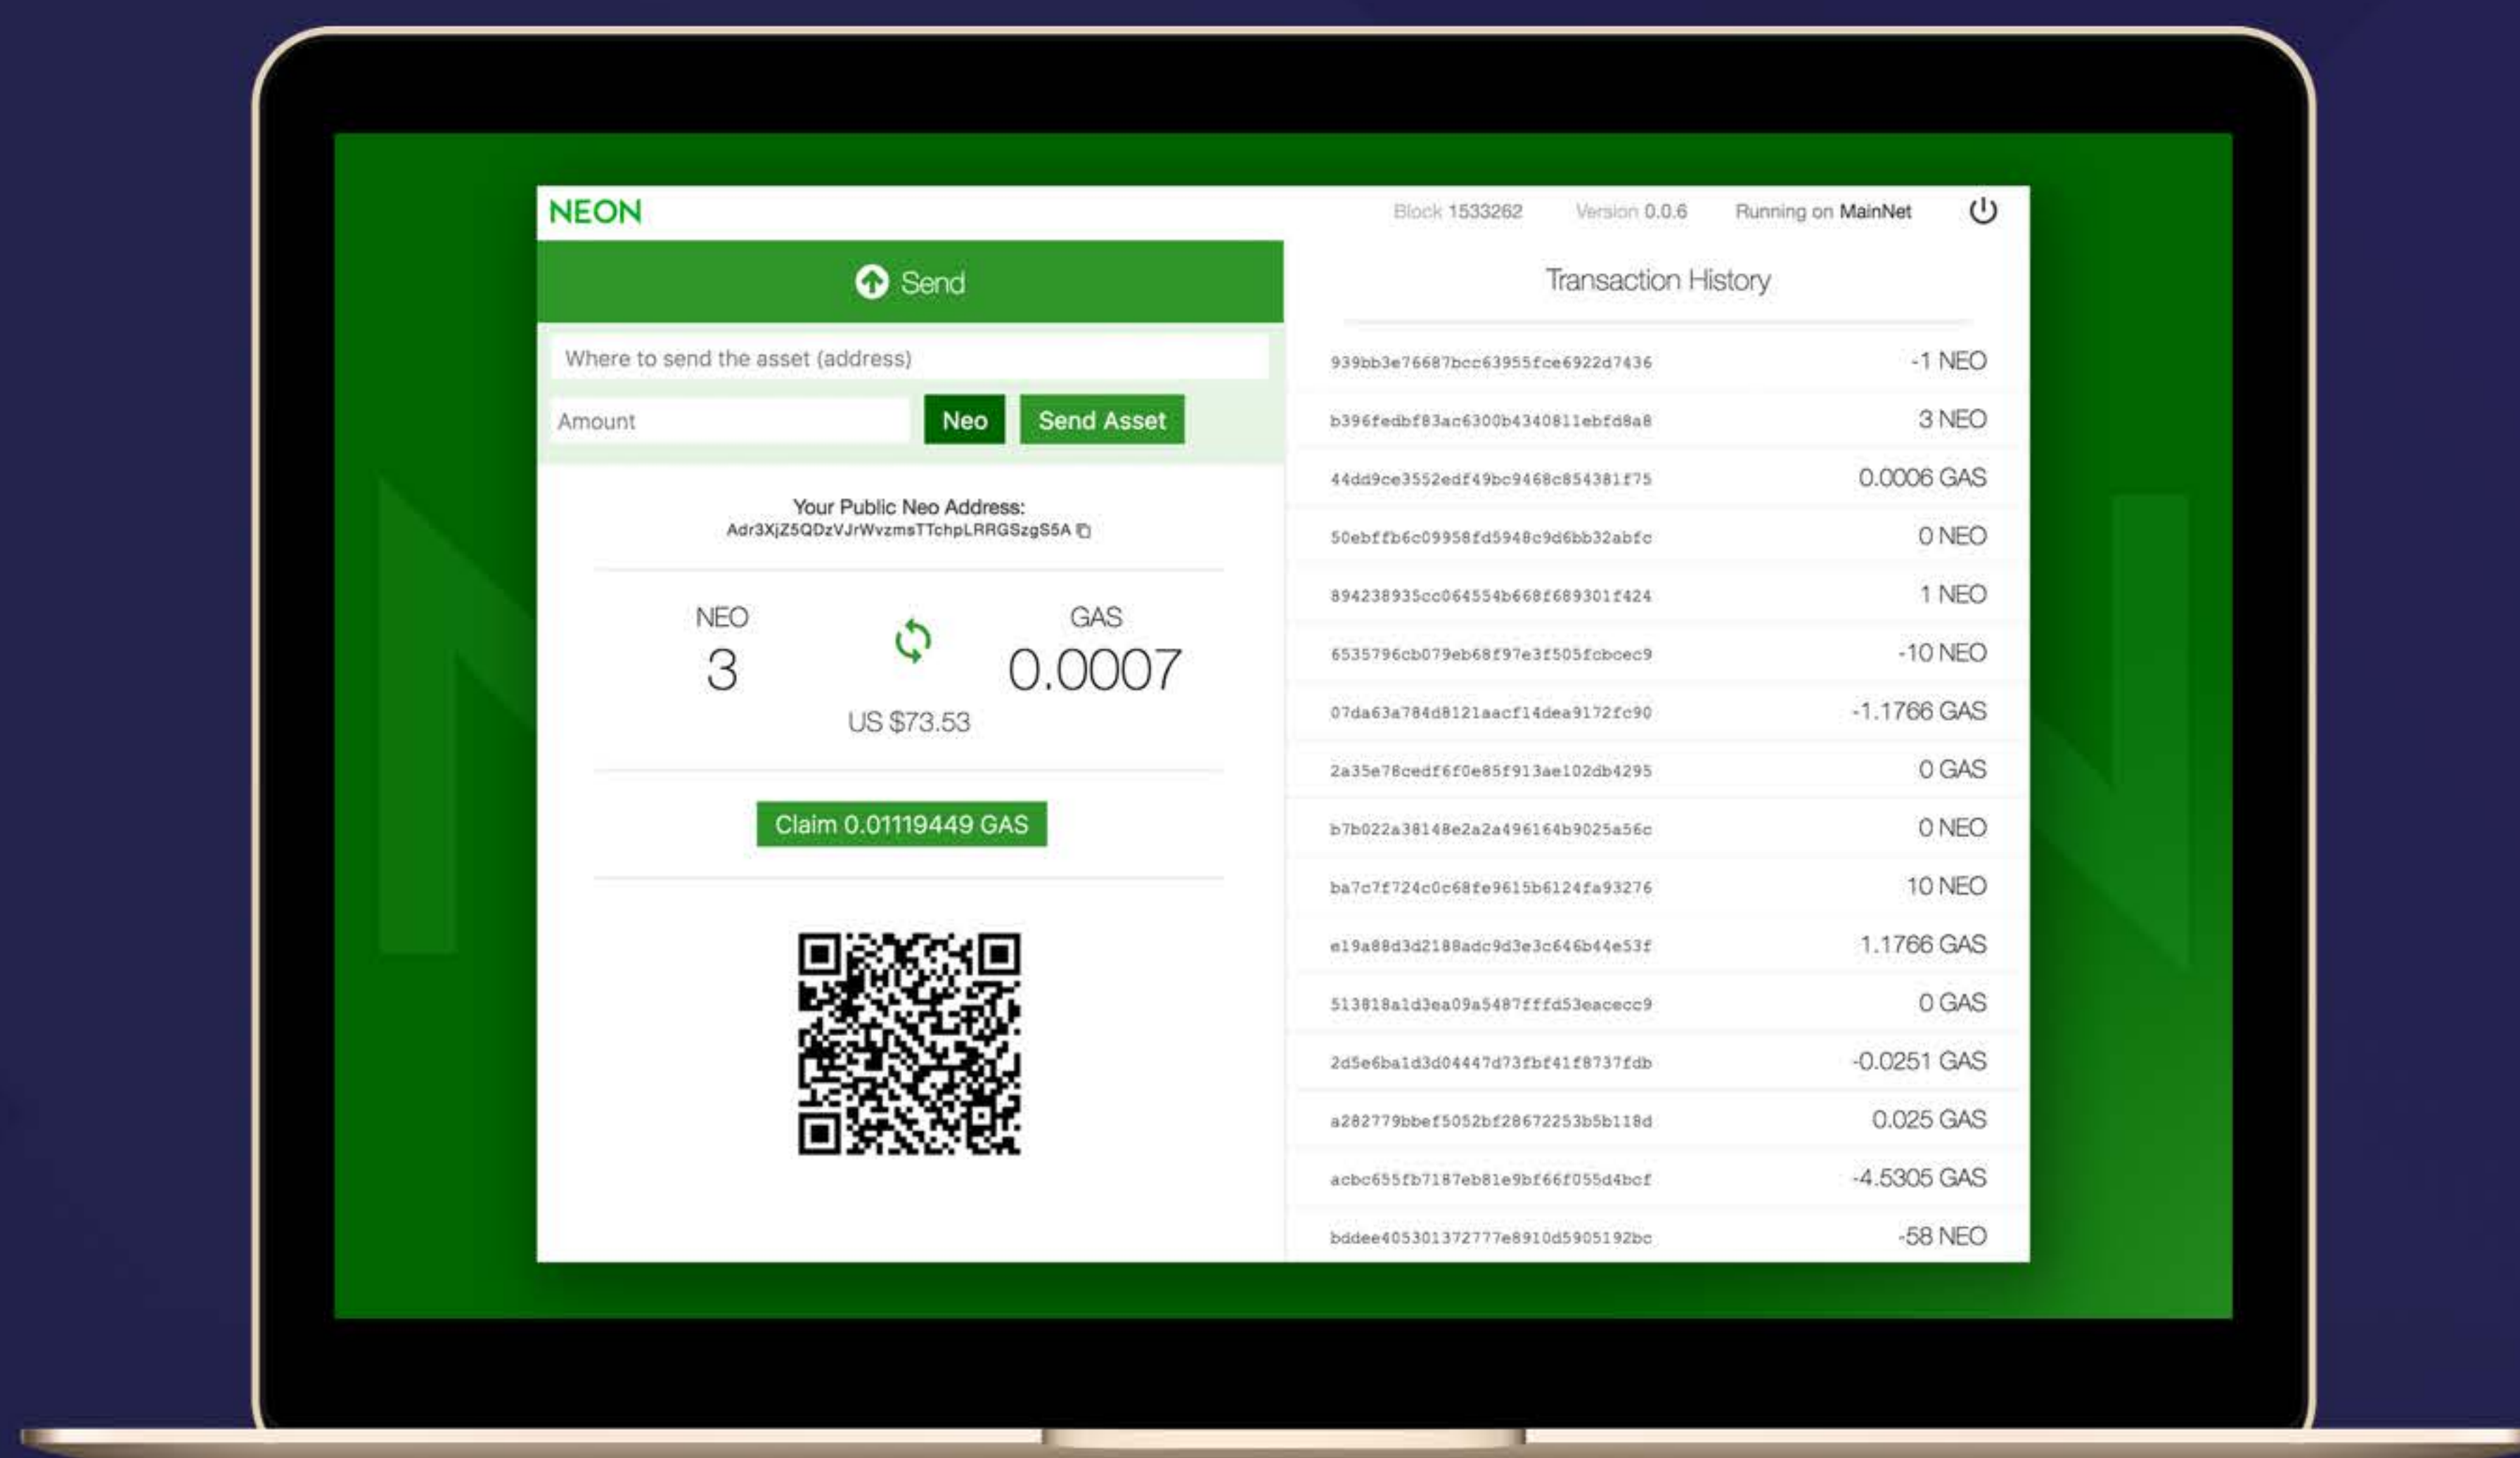 NEON
Block 1533262 Version 0.0.6 Running on MainNet
Send
Where to send the asset (address)
Amount Neo Send Asset
Your Public Neo Address:
Adr3XjZ5QDzVJrWvzmsTTchpLRRGSzgS5A
NEO GAS
3 0.0007
US $73.53
Claim 0.01119449 GAS
Transaction History
939bb3e76687bcc63955fce6922d7436 -1 NEO
b396fedbf83ac6300b4340811ebfd8a8 3 NEO
44dd9ce3552edf49bc9468c854381f75 0.0006 GAS
50ebffb6c09958fd5948c9d6bb32abfc 0 NEO
894238935cc064554b668f689301f424 1 NEO
6535796cb079eb68f97e3f505fcbcec9 -10 NEO
07da63a784d8121aacf14dea9172fc90 -1.1766 GAS
2a35e78cedf6f0e85f913ae102db4295 0 GAS
b7b022a38148e2a2a496164b9025a56c 0 NEO
ba7c7f724c0c68fe9615b6124fa93276 10 NEO
e19a88d3d2188adc9d3e3c646b44e53f 1.1766 GAS
513818a1d3ea09a5487fffd53eacecc9 0 GAS
2d5e6ba1d3d04447d73fbf41f8737fdb -0.0251 GAS
a282779bbef5052bf28672253b5b118d 0.025 GAS
acbc655fb7187eb81e9bf66f055d4bcf -4.5305 GAS
bddee405301372777e8910d5905192bc -58 NEO